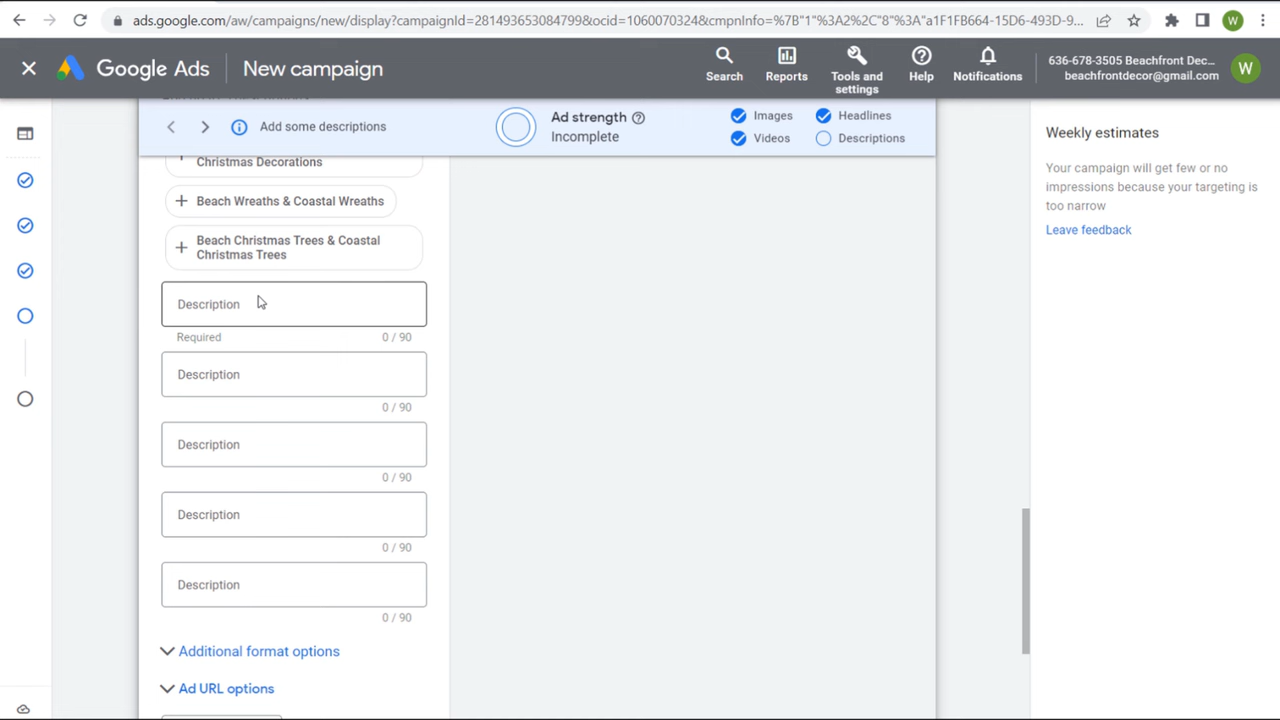 ads.google.com/aw/campaigns/new/display?campaignId=281493653084799&ocid=1060070324&cmpnInfo=%7B"1"%3A2%2C"8"%3A"a1F1FB664-15D6-493D-9...
W
Google Ads
New campaign
Search
Reports
Tools and
settings
Help
Notifications
636-678-3505 Beachfront Dec...
beachfrontdecor@gmail.com
W
Add some descriptions
Ad strength
Incomplete
Images
Headlines
Videos
Descriptions
Weekly estimates
Your campaign will get few or no
impressions because your targeting is
too narrow
Leave feedback
Christmas Decorations
Beach Wreaths & Coastal Wreaths
Beach Christmas Trees & Coastal
Christmas Trees
Description
Required
0 / 90
Description
0 / 90
Description
0 / 90
Description
0 / 90
Description
0 / 90
Additional format options
Ad URL options